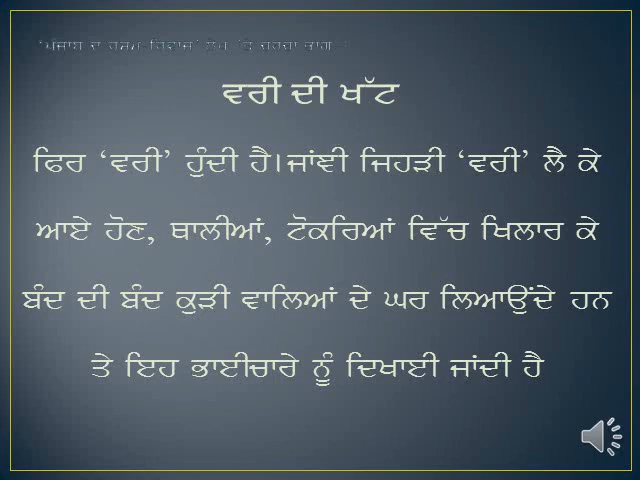 ਵਰੀ ਦੀ ਖੱਟ
ਫਿਰ ‘ਵਰੀ’ ਹੁੰਦੀ ਹੈ। ਜਾਂਞੀ ਜਿਹੜੀ ‘ਵਰੀ’ ਲੈ ਕੇ
ਆਏ ਹੋਣ, ਥਾਲੀਆਂ, ਟੋਕਰਿਆਂ ਵਿੱਚ ਖਿਲਾਰ ਕੇ
ਬੰਦ ਦੀ ਬੰਦ ਕੁੜੀ ਵਾਲਿਆਂ ਦੇ ਘਰ ਲਿਆਉਂਦੇ ਹਨ
ਤੇ ਇਹ ਭਾਈਚਾਰੇ ਨੂੰ ਦਿਖਾਈ ਜਾਂਦੀ ਹੈ